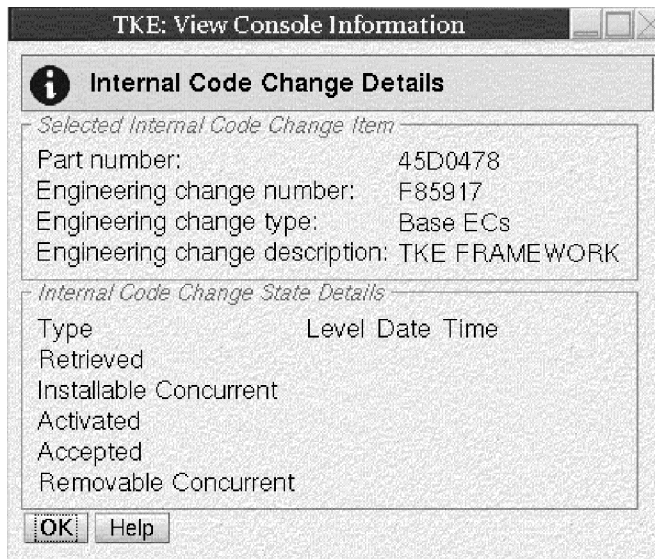 TKE: View Console Information
Internal Code Change Details
Selected Internal Code Change Item
Part number: 45D0478
Engineering change number: F85917
Engineering change type: Base ECs
Engineering change description: TKE FRAMEWORK
Internal Code Change State Details
Type Level Date Time
Retrieved
Installable Concurrent
Activated
Accepted
Removable Concurrent
OK Help